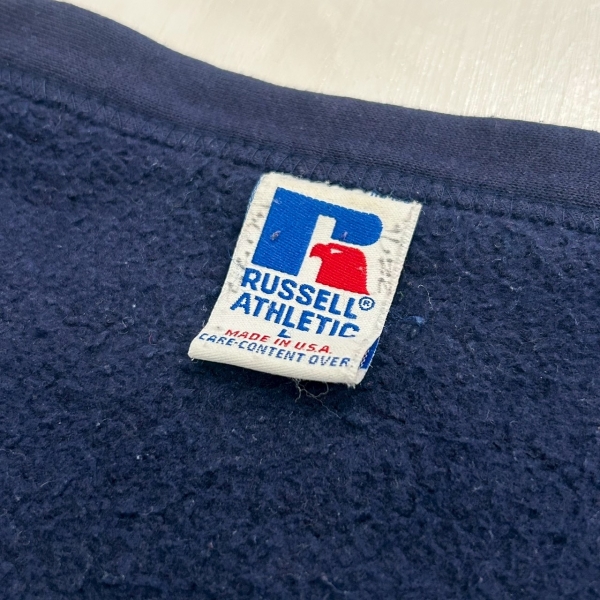 R
RUSSELL®
ATHLETIC
L
MADE IN U.S.A.
CARE-CONTENT OVER